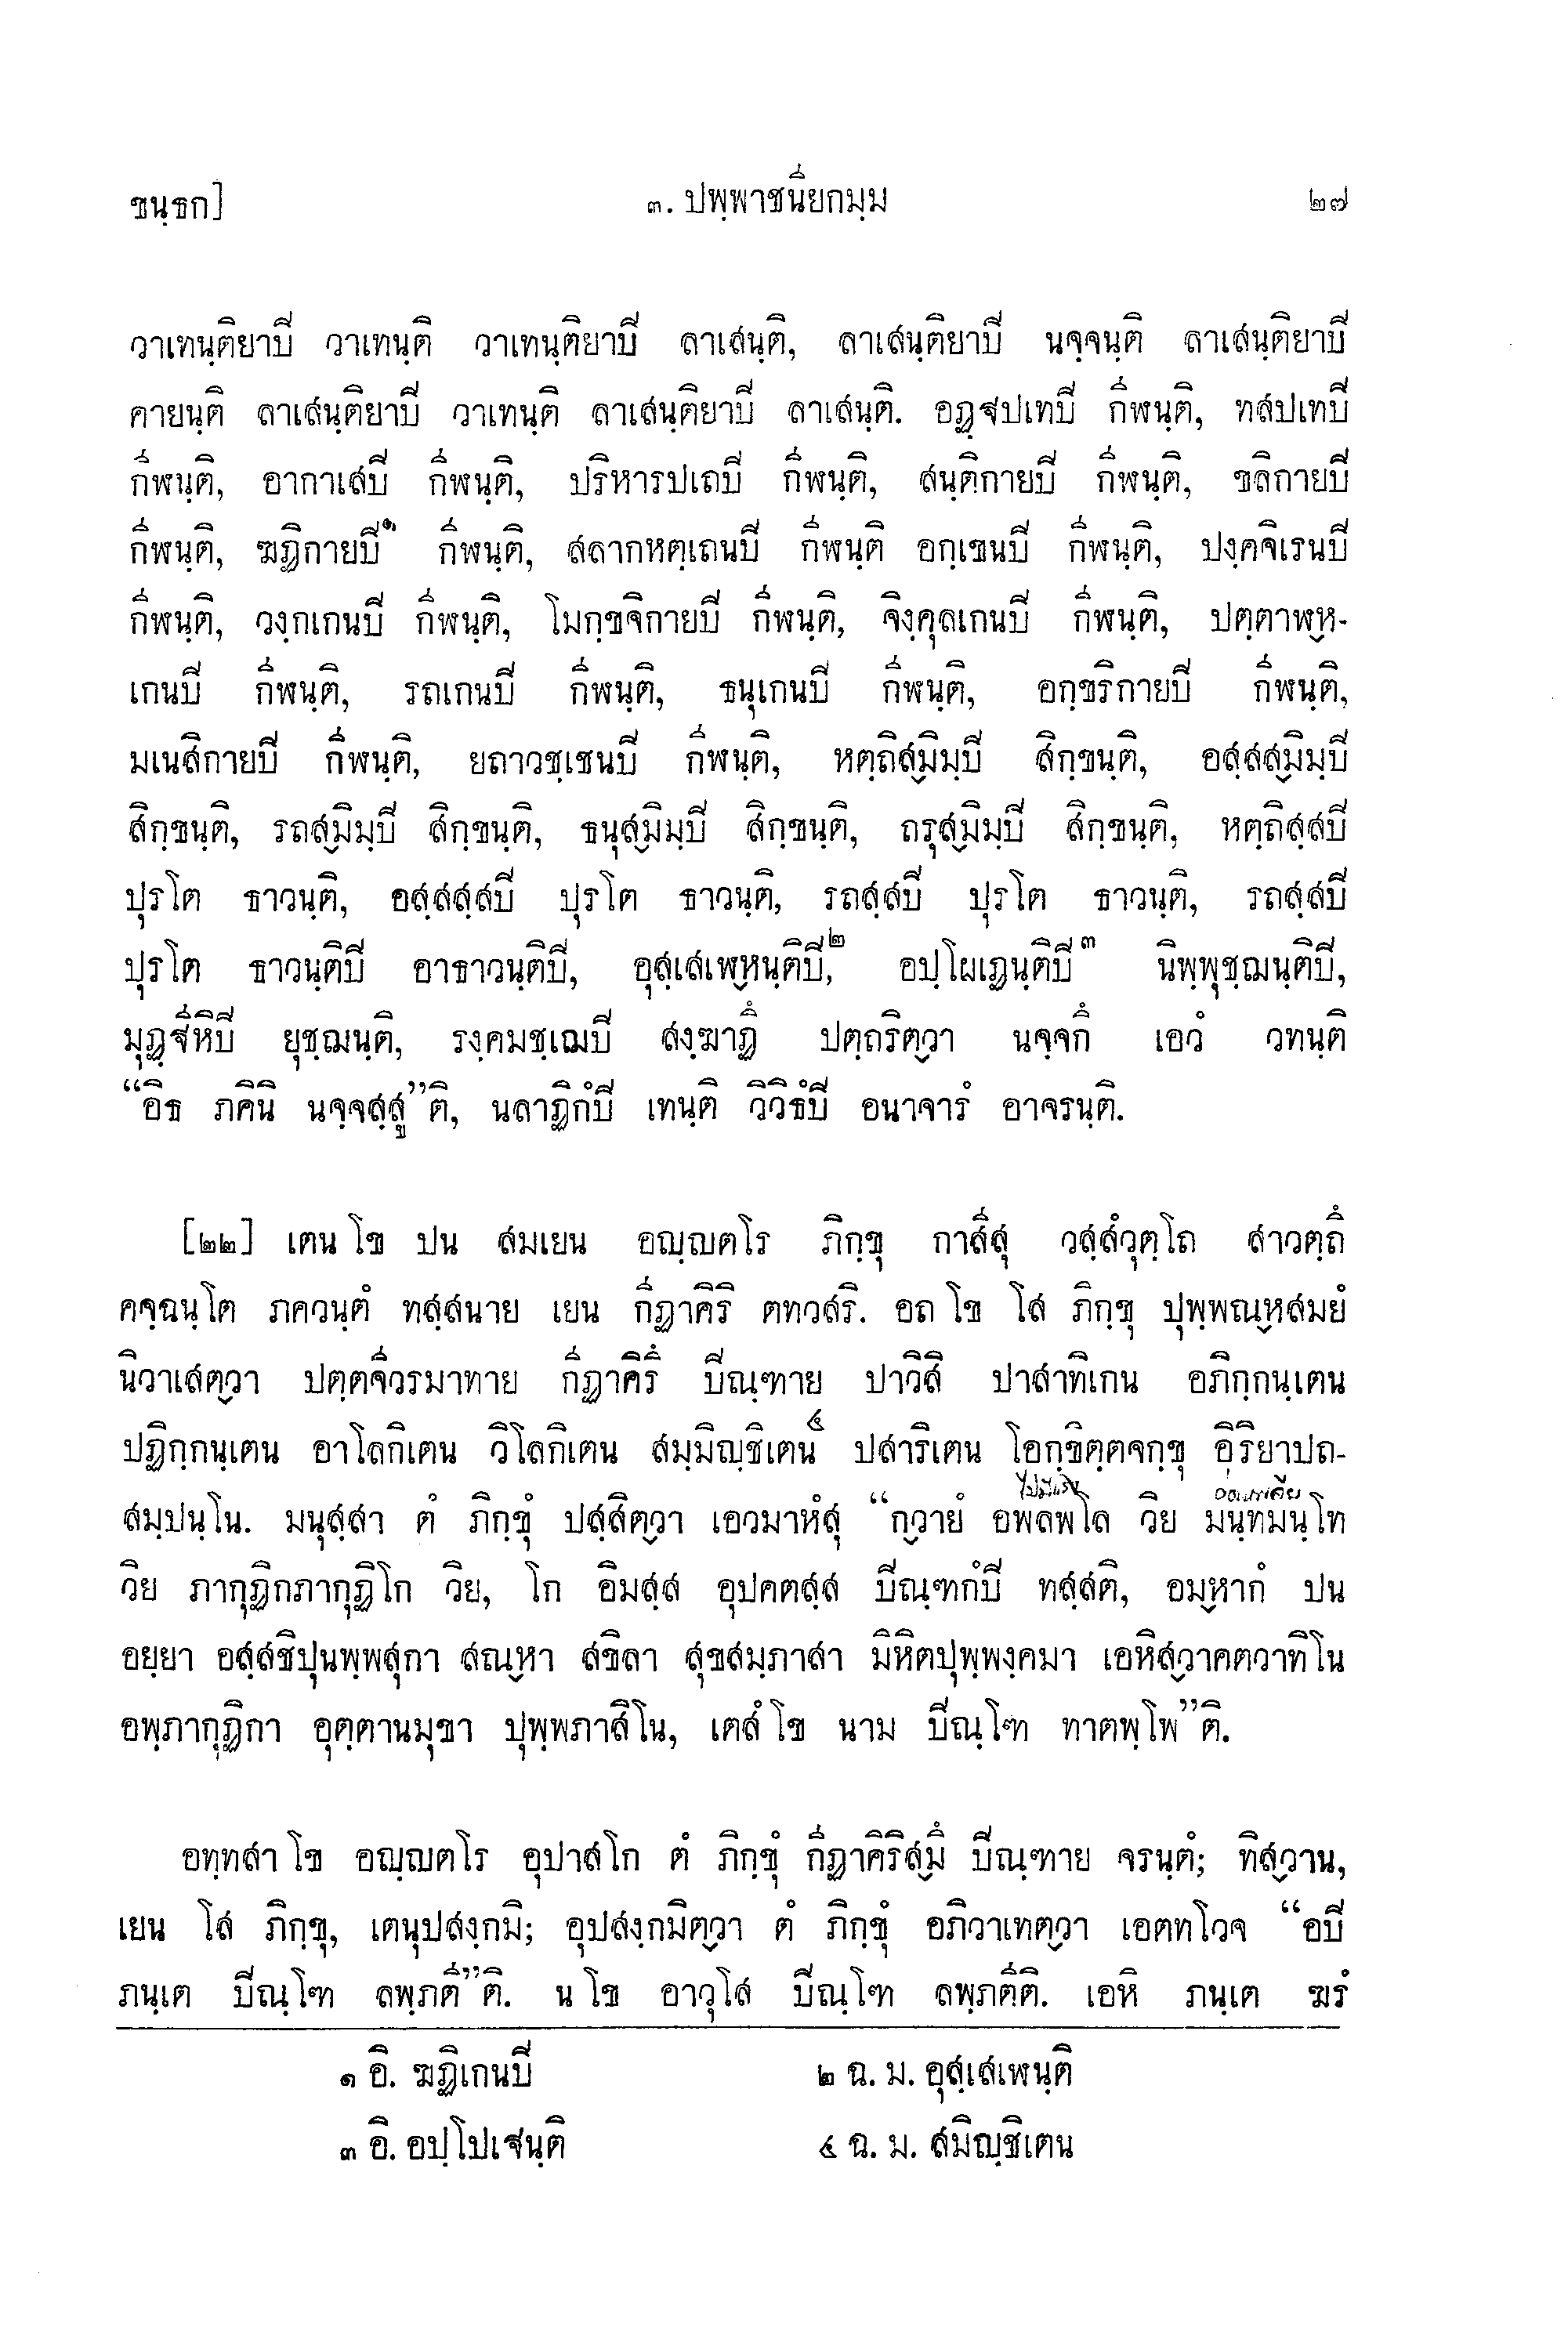 ขนฺธก] ๓. ปพฺพาชนียกมฺม ๒๗
วาเทนฺติยาปิ วาเทนฺติ วาเทนฺติยาปิ ลาเสนฺติ, ลาเสนฺติยาปิ นจฺจนฺติ ลาเสนฺติยาปิ
คายนฺติ ลาเสนฺติยาปิ วาเทนฺติ ลาเสนฺติยาปิ ลาเสนฺติ. อฏฺฐปเทปิ กีฬนฺติ, ทสปเทปิ
กีฬนฺติ, อากาเสปิ กีฬนฺติ, ปริหารปเถปิ กีฬนฺติ, สนฺติกายปิ กีฬนฺติ, ขลิกายปิ
กีฬนฺติ, ฆฏิกายปิ๑ กีฬนฺติ, สลากหตฺเถนปิ กีฬนฺติ อกฺเขนปิ กีฬนฺติ, ปงฺคจิเรนปิ
กีฬนฺติ, วงฺกเกนปิ กีฬนฺติ, โมกฺขจิกายปิ กีฬนฺติ, จิงฺคุลเกนปิ กีฬนฺติ, ปตฺตาฬฺห-
เกนปิ กีฬนฺติ, รถเกนปิ กีฬนฺติ, ธนุเกนปิ กีฬนฺติ, อกฺขริกายปิ กีฬนฺติ,
มเนสิกายปิ กีฬนฺติ, ยถาวชฺเชนปิ กีฬนฺติ, หตฺถิสฺมิมฺปิ สิกฺขนฺติ, อสฺสสฺมิมฺปิ
สิกฺขนฺติ, รถสฺมิมฺปิ สิกฺขนฺติ, ธนุสฺมิมฺปิ สิกฺขนฺติ, ถรุสฺมิมฺปิ สิกฺขนฺติ, หตฺถิสฺสปิ
ปุรโต ธาวนฺติ, อสฺสสฺสปิ ปุรโต ธาวนฺติ, รถสฺสปิ ปุรโต ธาวนฺติ, รถสฺสปิ
ปุรโต ธาวนฺติปิ อาธาวนฺติปิ, อุสฺเสเฬฺหนฺติปิ,๒ อปฺโผเฏนฺติปิ๓ นิพฺพุชฺฌนฺติปิ,
มุฏฺฐีหิปิ ยุชฺฌนฺติ, รงฺคมชฺเฌปิ สงฺฆาฏึ ปตฺถริตฺวา นจฺจกึ เอวํ วทนฺติ
“อิธ ภคินิ นจฺจสฺสู”ติ, นลาฏิกํปิ เทนฺติ วิวิธํปิ อนาจารํ อาจรนฺติ.
[๒๒] เตน โข ปน สมเยน อญฺญตโร ภิกฺขุ กาสีสุ วสฺสํวุตฺโถ สาวตฺถึ
คจฺฉนฺโต ภควนฺตํ ทสฺสนาย เยน กีฏาคิริ ตทวสริ. อถ โข โส ภิกฺขุ ปุพฺพณฺหสมยํ
นิวาเสตฺวา ปตฺตจีวรมาทาย กีฏาคิรึ ปิณฺฑาย ปาวิสิ ปาสาทิเกน อภิกฺกนฺเตน
ปฏิกฺกนฺเตน อาโลกิเตน วิโลกิเตน สมฺมิญฺชิเตน๔ ปสาริเตน โอกฺขิตฺตจกฺขุ อิริยาปถ-
ไม่มีแรง อ่อนเพลีย
สมฺปนฺโน. มนุสฺสา ตํ ภิกฺขุํ ปสฺสิตฺวา เอวมาหํสุ “กฺวายํ อพลพโล วิย มนฺทมนฺโท
วิย ภากุฏิกภากุฏิโก วิย, โก อิมสฺส อุปคตสฺส ปิณฺฑกํปิ ทสฺสติ, อมฺหากํ ปน
อยฺยา อสฺสชิปุนพฺพสุกา สณฺหา สขิลา สุขสมฺภาสา มิหิตปุพฺพงฺคมา เอหิสฺวาคตวาทิโน
อพฺภากุฏิกา อุตฺตานมุขา ปุพฺพภาสิโน, เตสํ โข นาม ปิณฺโฑ ทาตพฺโพ”ติ.
อทฺทสา โข อญฺญตโร อุปาสโก ตํ ภิกฺขุํ กีฏาคิริสฺมึ ปิณฺฑาย จรนฺตํ; ทิสฺวาน,
เยน โส ภิกฺขุ, เตนุปสงฺกมิ; อุปสงฺกมิตฺวา ตํ ภิกฺขุํ อภิวาเทตฺวา เอตทโวจ “อปิ
ภนฺเต ปิณฺโฑ ลพฺภตี”ติ. น โข อาวุโส ปิณฺโฑ ลพฺภตีติ. เอหิ ภนฺเต ฆรํ
๑ อิ. ฆฏิเกนปิ ๒ ฉ. ม. อุสฺเสเฬนฺติ
๓ อิ. อปฺโปเฐนฺติ ๔ ฉ. ม. สมิญฺชิเตน